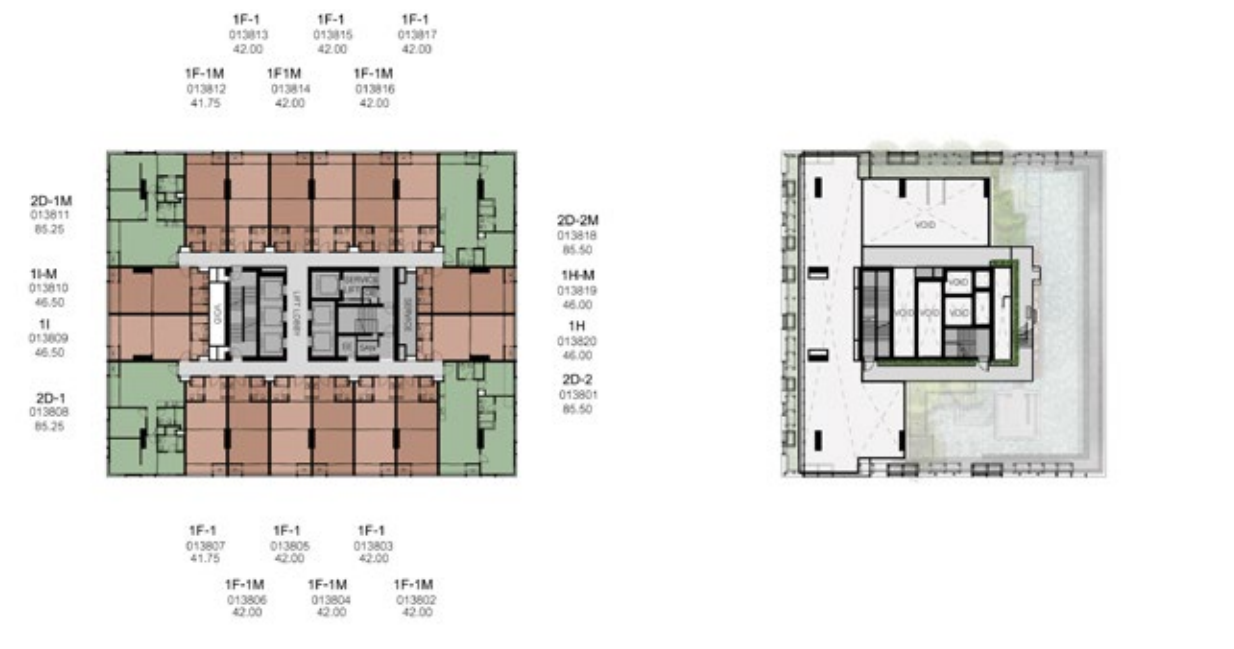 1F-1
013813
42.00
1F-1
013815
42.00
1F-1
013817
42.00
1F-1M
013812
41.75
1F1M
013814
42.00
1F-1M
013816
42.00
2D-1M
013811
85.25
1I-M
013810
46.50
1I
013809
46.50
2D-1
013808
85.25
VOID
LIFT LOBBY
SERVICE
LIFT
SERVICE
EE
SAN
2D-2M
013818
85.50
1H-M
013819
46.00
1H
013820
46.00
2D-2
013801
85.50
1F-1
013807
41.75
1F-1
013805
42.00
1F-1
013803
42.00
1F-1M
013806
42.00
1F-1M
013804
42.00
1F-1M
013802
42.00
VOID
VOID
VOID
VOID
VOID